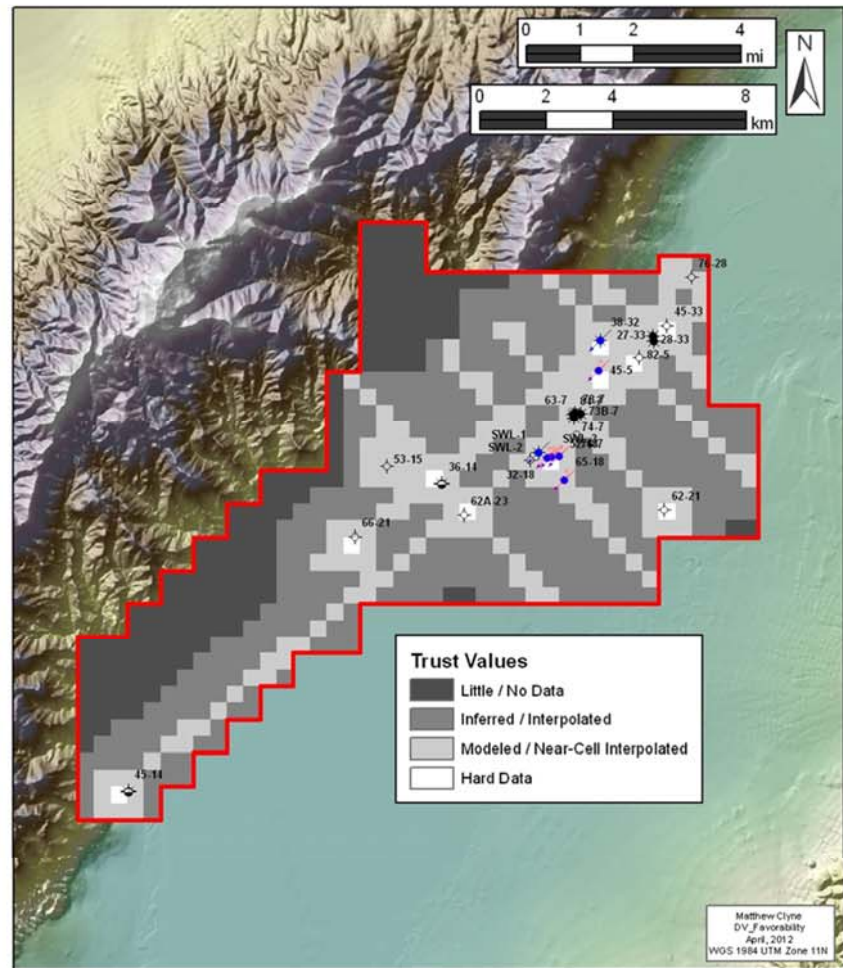 0 1 2 4
mi
N
0 2 4 8
km
76-28
45-33
38-32
27-33
28-33
82-5
45-5
63-7
73B-7
74-7
SWL-1
SWL-2
32-18
65-18
53-15
36-14
62A-23
62-21
66-21
45-14
Trust Values
Little / No Data
Inferred / Interpolated
Modeled / Near-Cell Interpolated
Hard Data
Matthew Clyne
DV_Favorability
April, 2012
WGS 1984 UTM Zone 11N